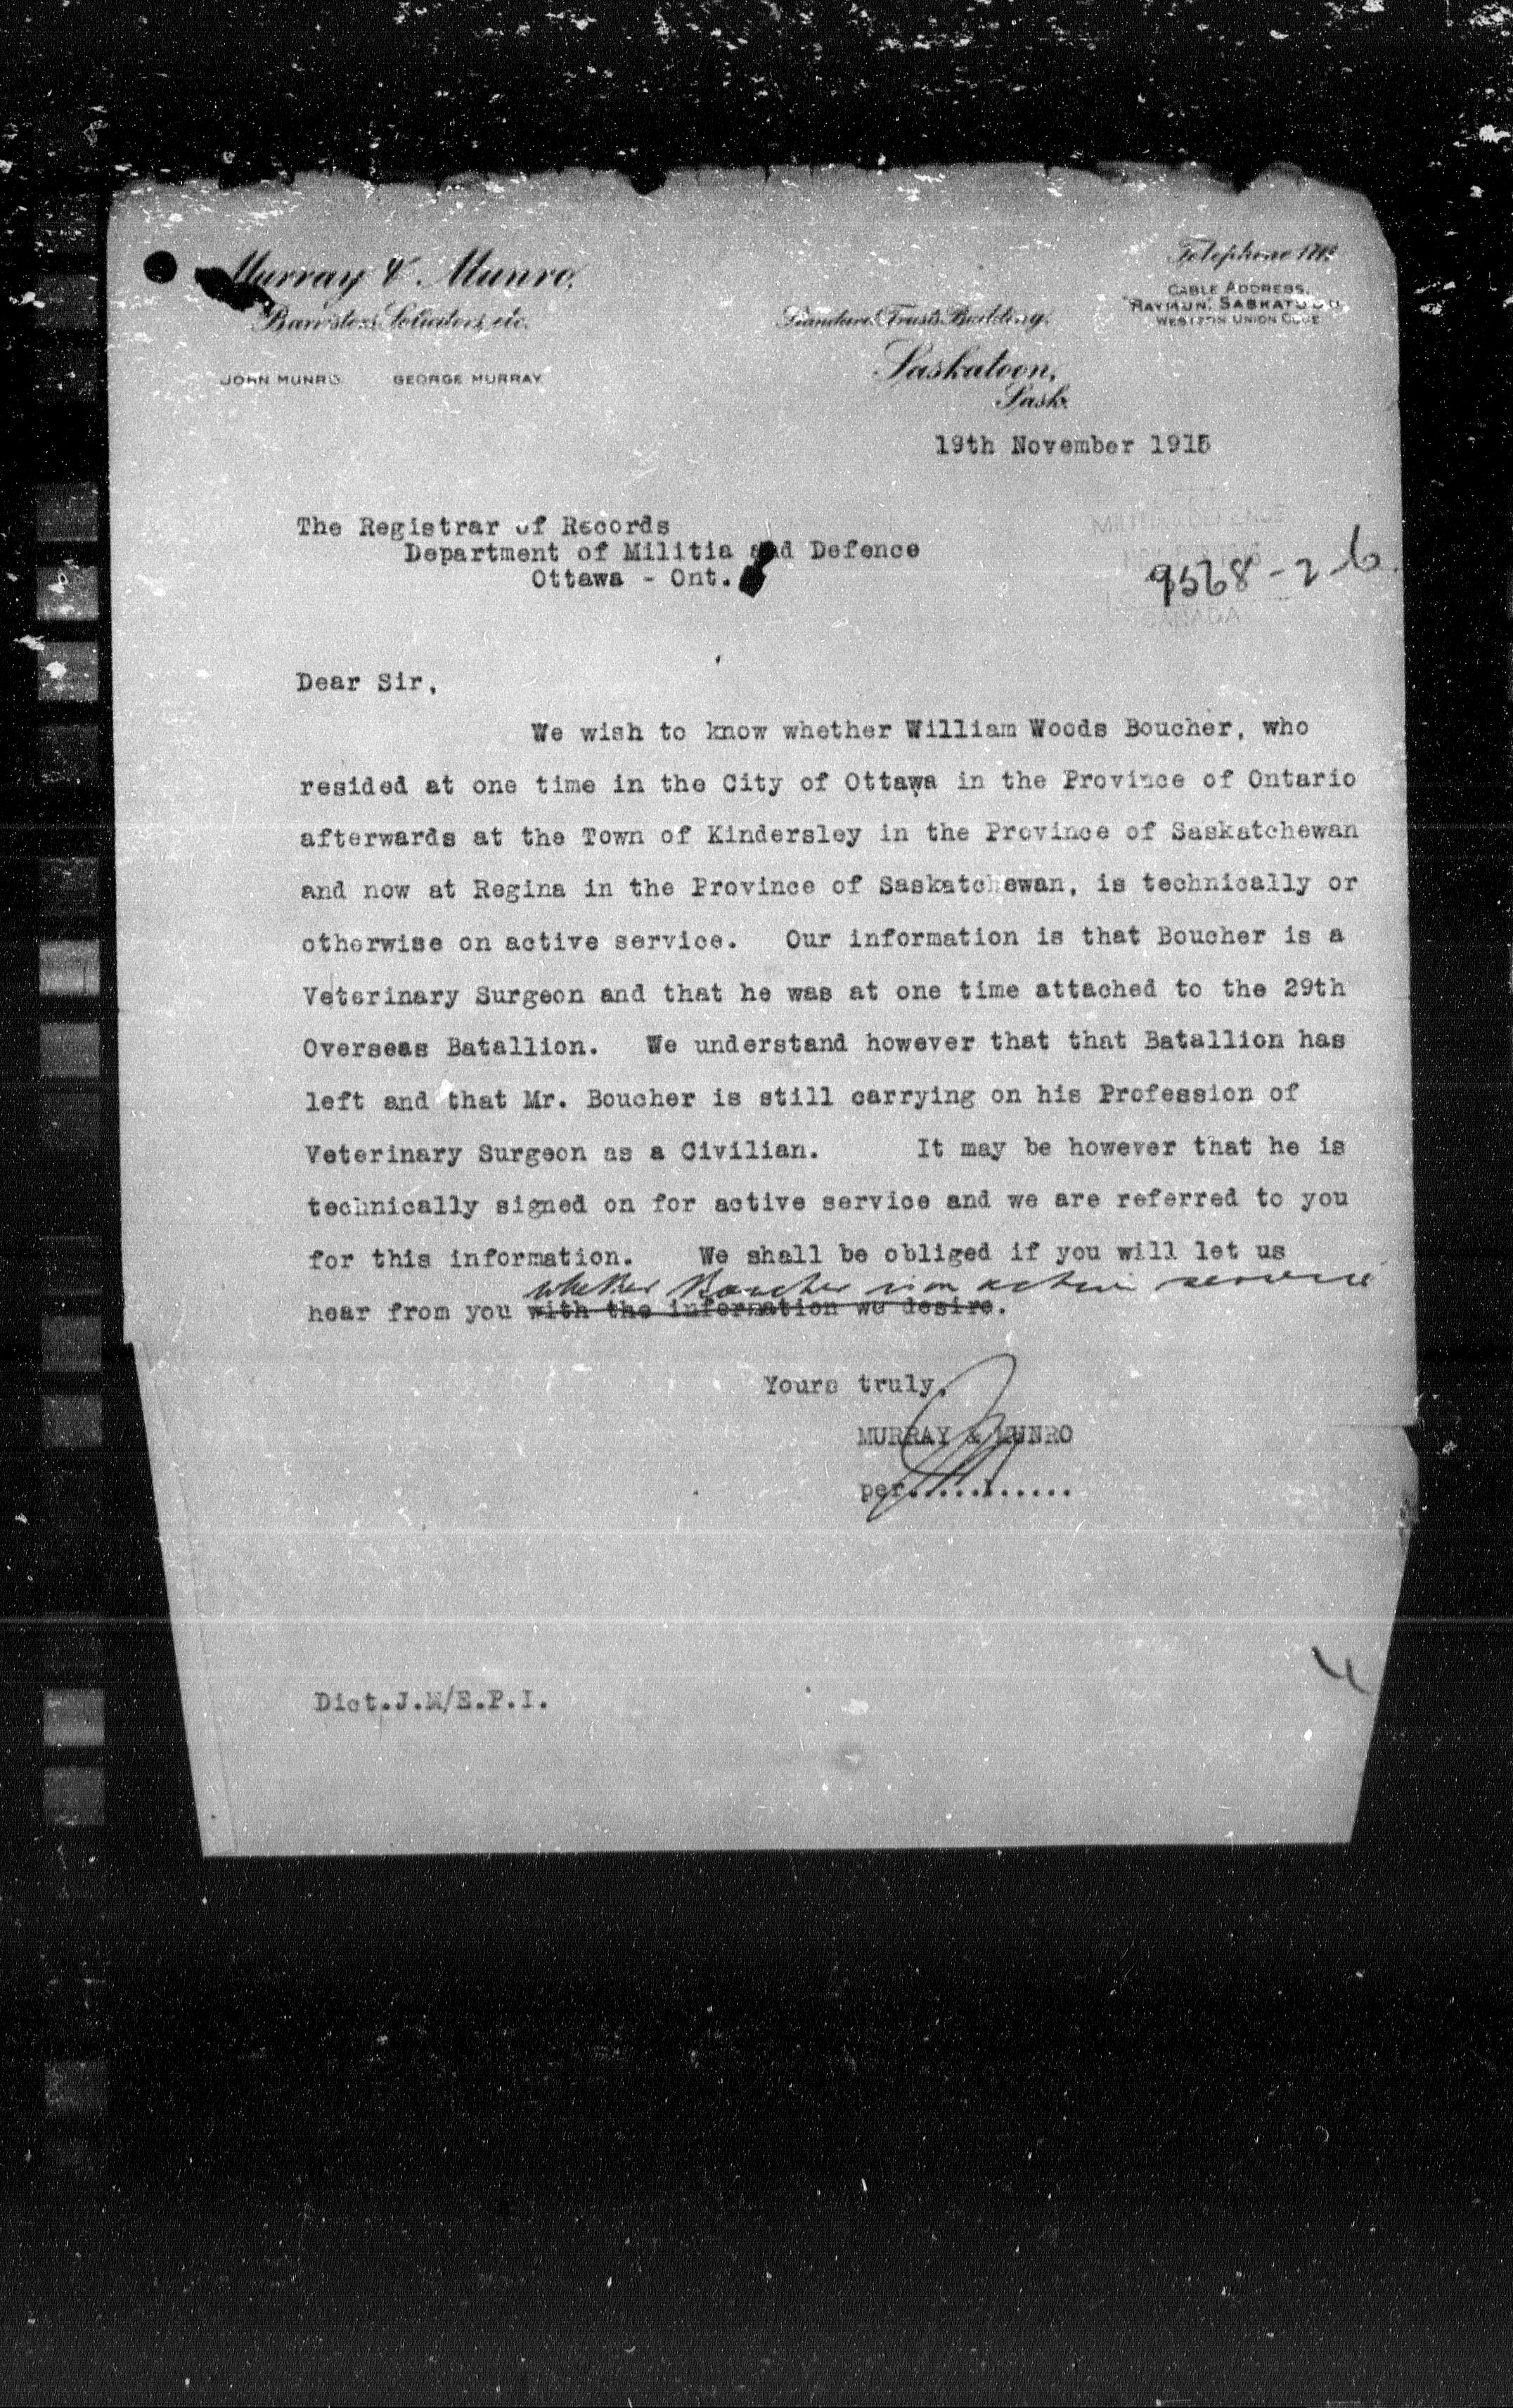 Murray & Munro.
Barristers, Solicitors, etc.
JOHN MUNRO GEORGE MURRAY
Telephone
CABLE ADDRESS.
"RAYMUN" SASKATOON
WESTERN UNION CODE
Trusts Building.
Saskatoon,
Sask.
19th November 1915
The Registrar of Records
Department of Militia and Defence
Ottawa - Ont.
CANADA
9568-2-6
Dear Sir,
We wish to know whether William Woods Boucher, who
resided at one time in the City of Ottawa in the Province of Ontario
afterwards at the Town of Kindersley in the Province of Saskatchewan
and now at Regina in the Province of Saskatchewan, is technically or
otherwise on active service. Our information is that Boucher is a
Veterinary Surgeon and that he was at one time attached to the 29th
Overseas Batallion. We understand however that that Batallion has
left and that Mr. Boucher is still carrying on his Profession of
Veterinary Surgeon as a Civilian. It may be however that he is
technically signed on for active service and we are referred to you
for this information. We shall be obliged if you will let us
whether Boucher is on active service
hear from you with the information we desire.
Yours truly,
MURRAY & MUNRO
per............
Dict.J.M/E.P.I.